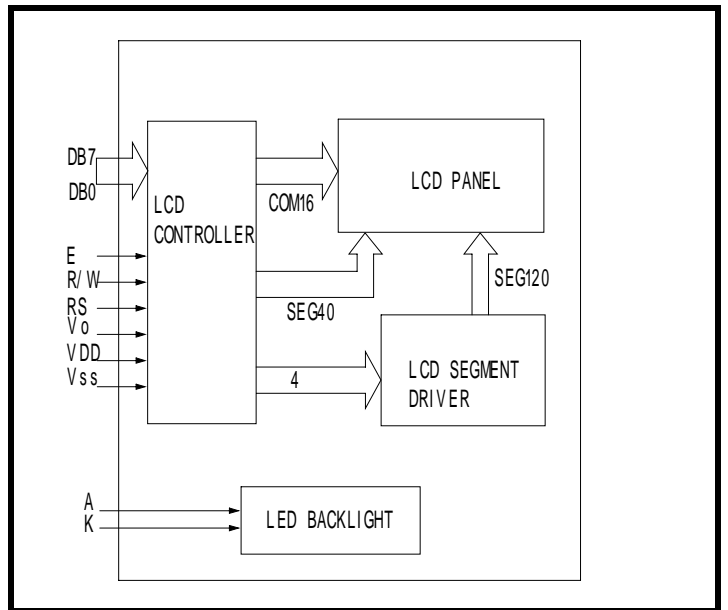 DB7
DB0
LCD
CONTROLLER
COM16
LCD PANEL
E
R/W
RS
Vo
VDD
Vss
SEG40
SEG120
4
LCD SEGMENT
DRIVER
A
K
LED BACKLIGHT